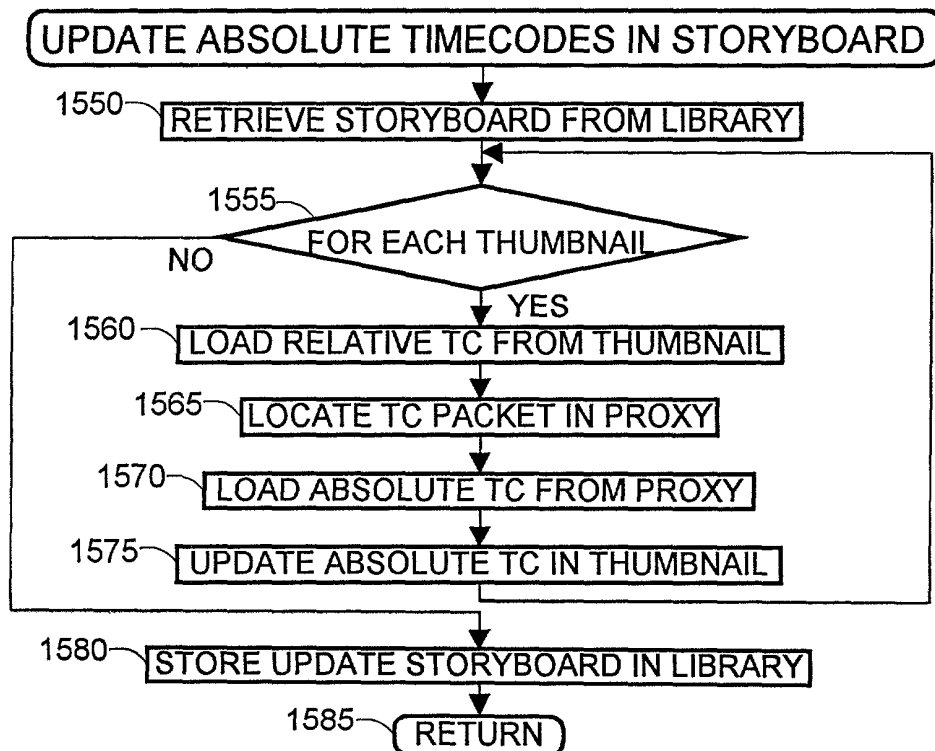 UPDATE ABSOLUTE TIMECODES IN STORYBOARD
1550
RETRIEVE STORYBOARD FROM LIBRARY
1555
FOR EACH THUMBNAIL
NO
YES
1560
LOAD RELATIVE TC FROM THUMBNAIL
1565
LOCATE TC PACKET IN PROXY
1570
LOAD ABSOLUTE TC FROM PROXY
1575
UPDATE ABSOLUTE TC IN THUMBNAIL
1580
STORE UPDATE STORYBOARD IN LIBRARY
1585
RETURN